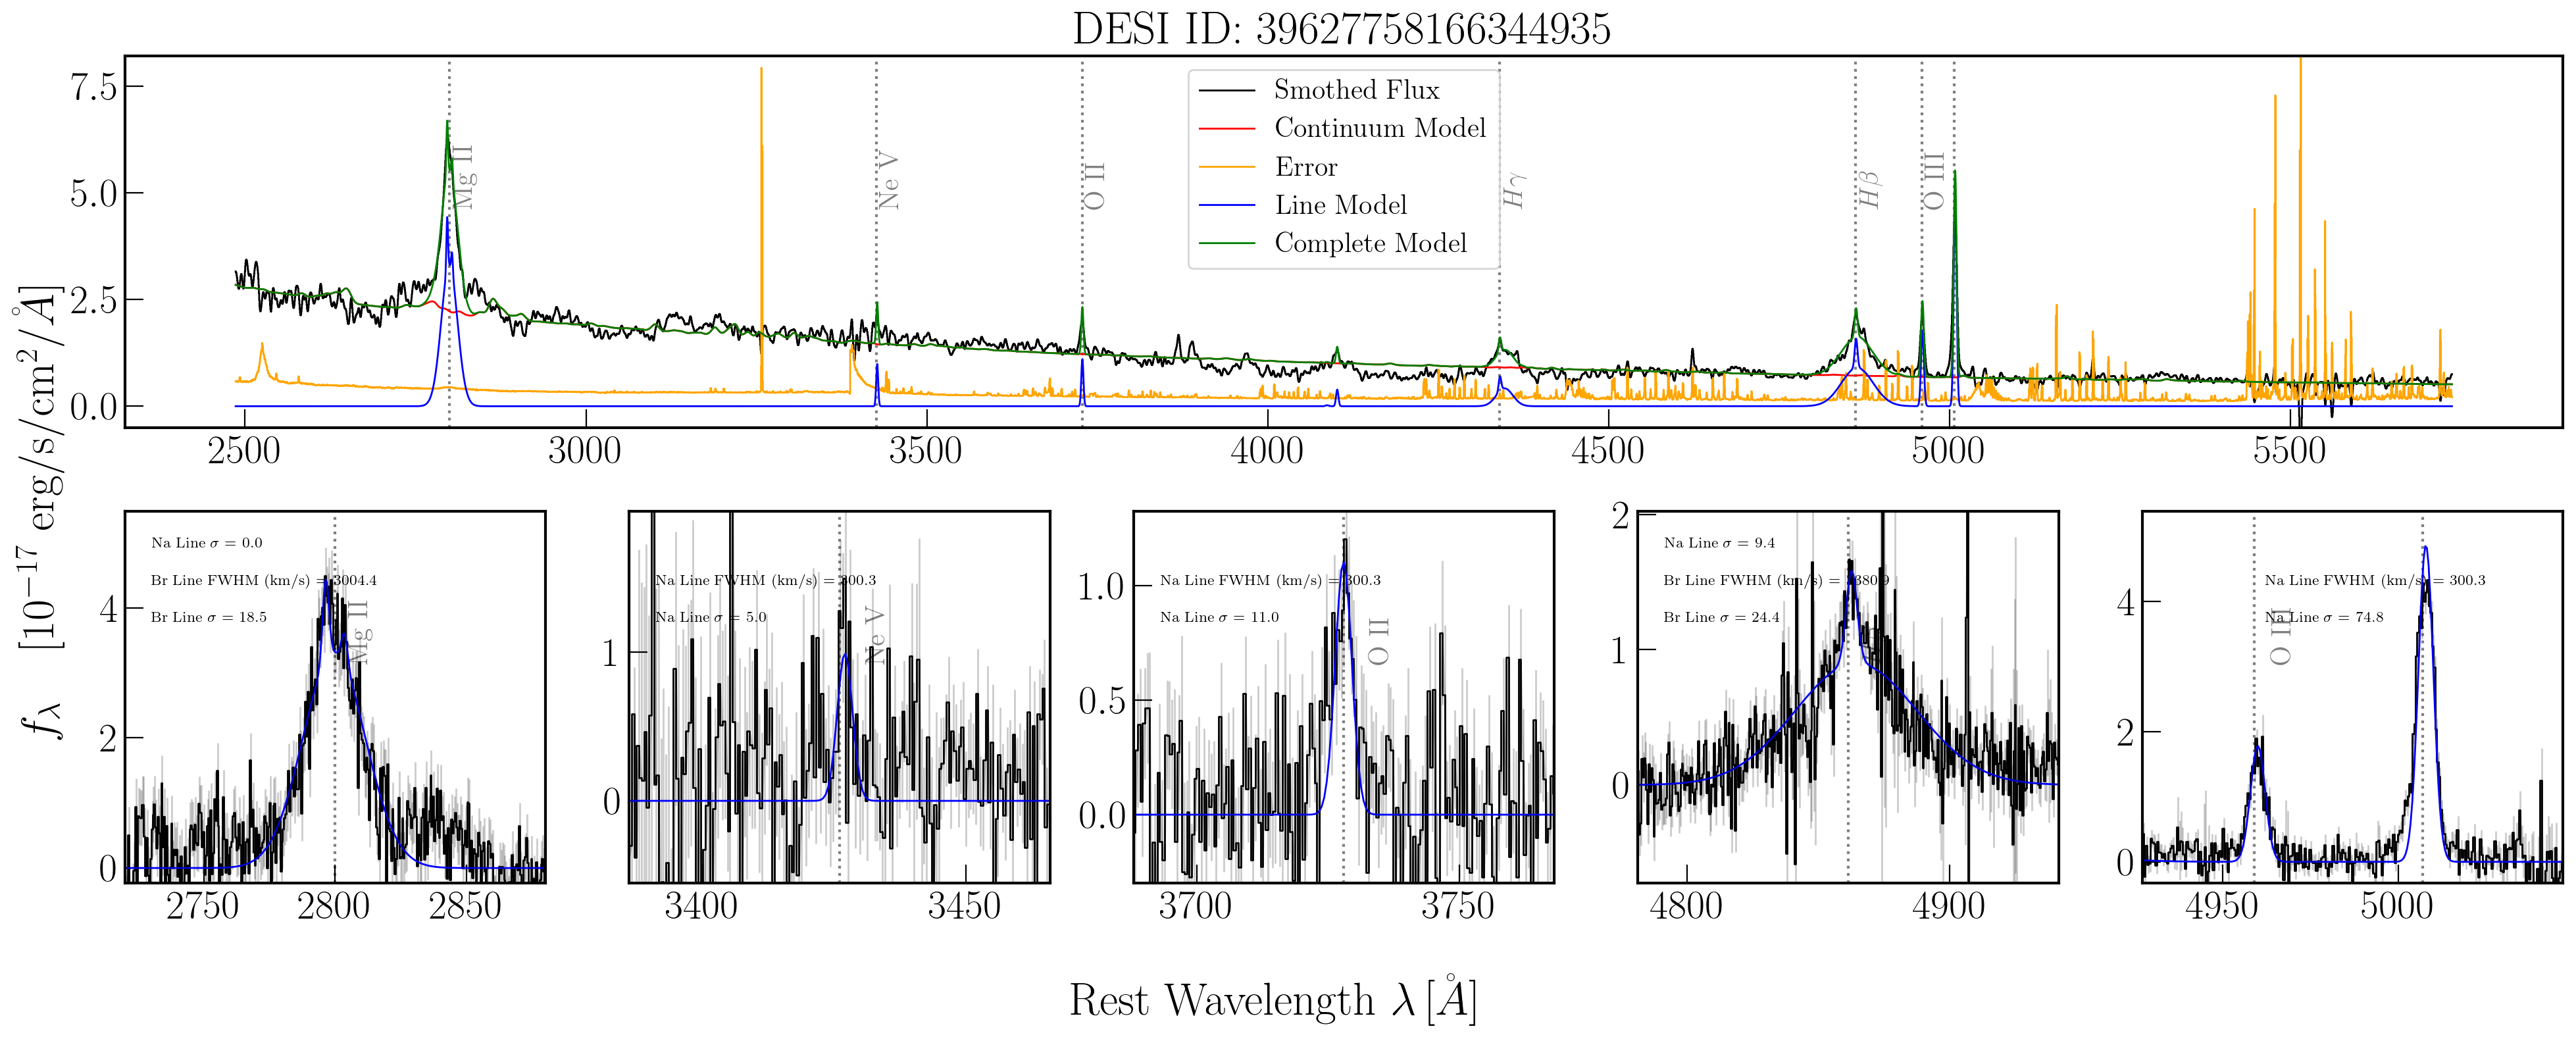 DESI ID: 39627758166344935
f_λ [10^{-17} erg/s/cm^2/Å]
7.5
5.0
2.5
0.0
Smothed Flux
Continuum Model
Error
Line Model
Complete Model
Mg II
Ne V
O II
Hγ
Hβ
O III
2500 3000 3500 4000 4500 5000 5500
Na Line σ = 0.0
Br Line FWHM (km/s) = 3004.4
Br Line σ = 18.5
Mg II
4
2
0
2750 2800 2850
Na Line FWHM (km/s) = 300.3
Na Line σ = 5.0
Ne V
1
0
3400 3450
Na Line FWHM (km/s) = 300.3
Na Line σ = 11.0
O II
1.0
0.5
0.0
3700 3750
Na Line σ = 9.4
Br Line FWHM (km/s) =
Br Line σ = 24.4
2
1
0
4800 4900
Na Line FWHM (km/s) = 300.3
Na Line σ = 74.8
O III
4
2
0
4950 5000
Rest Wavelength λ [Å]